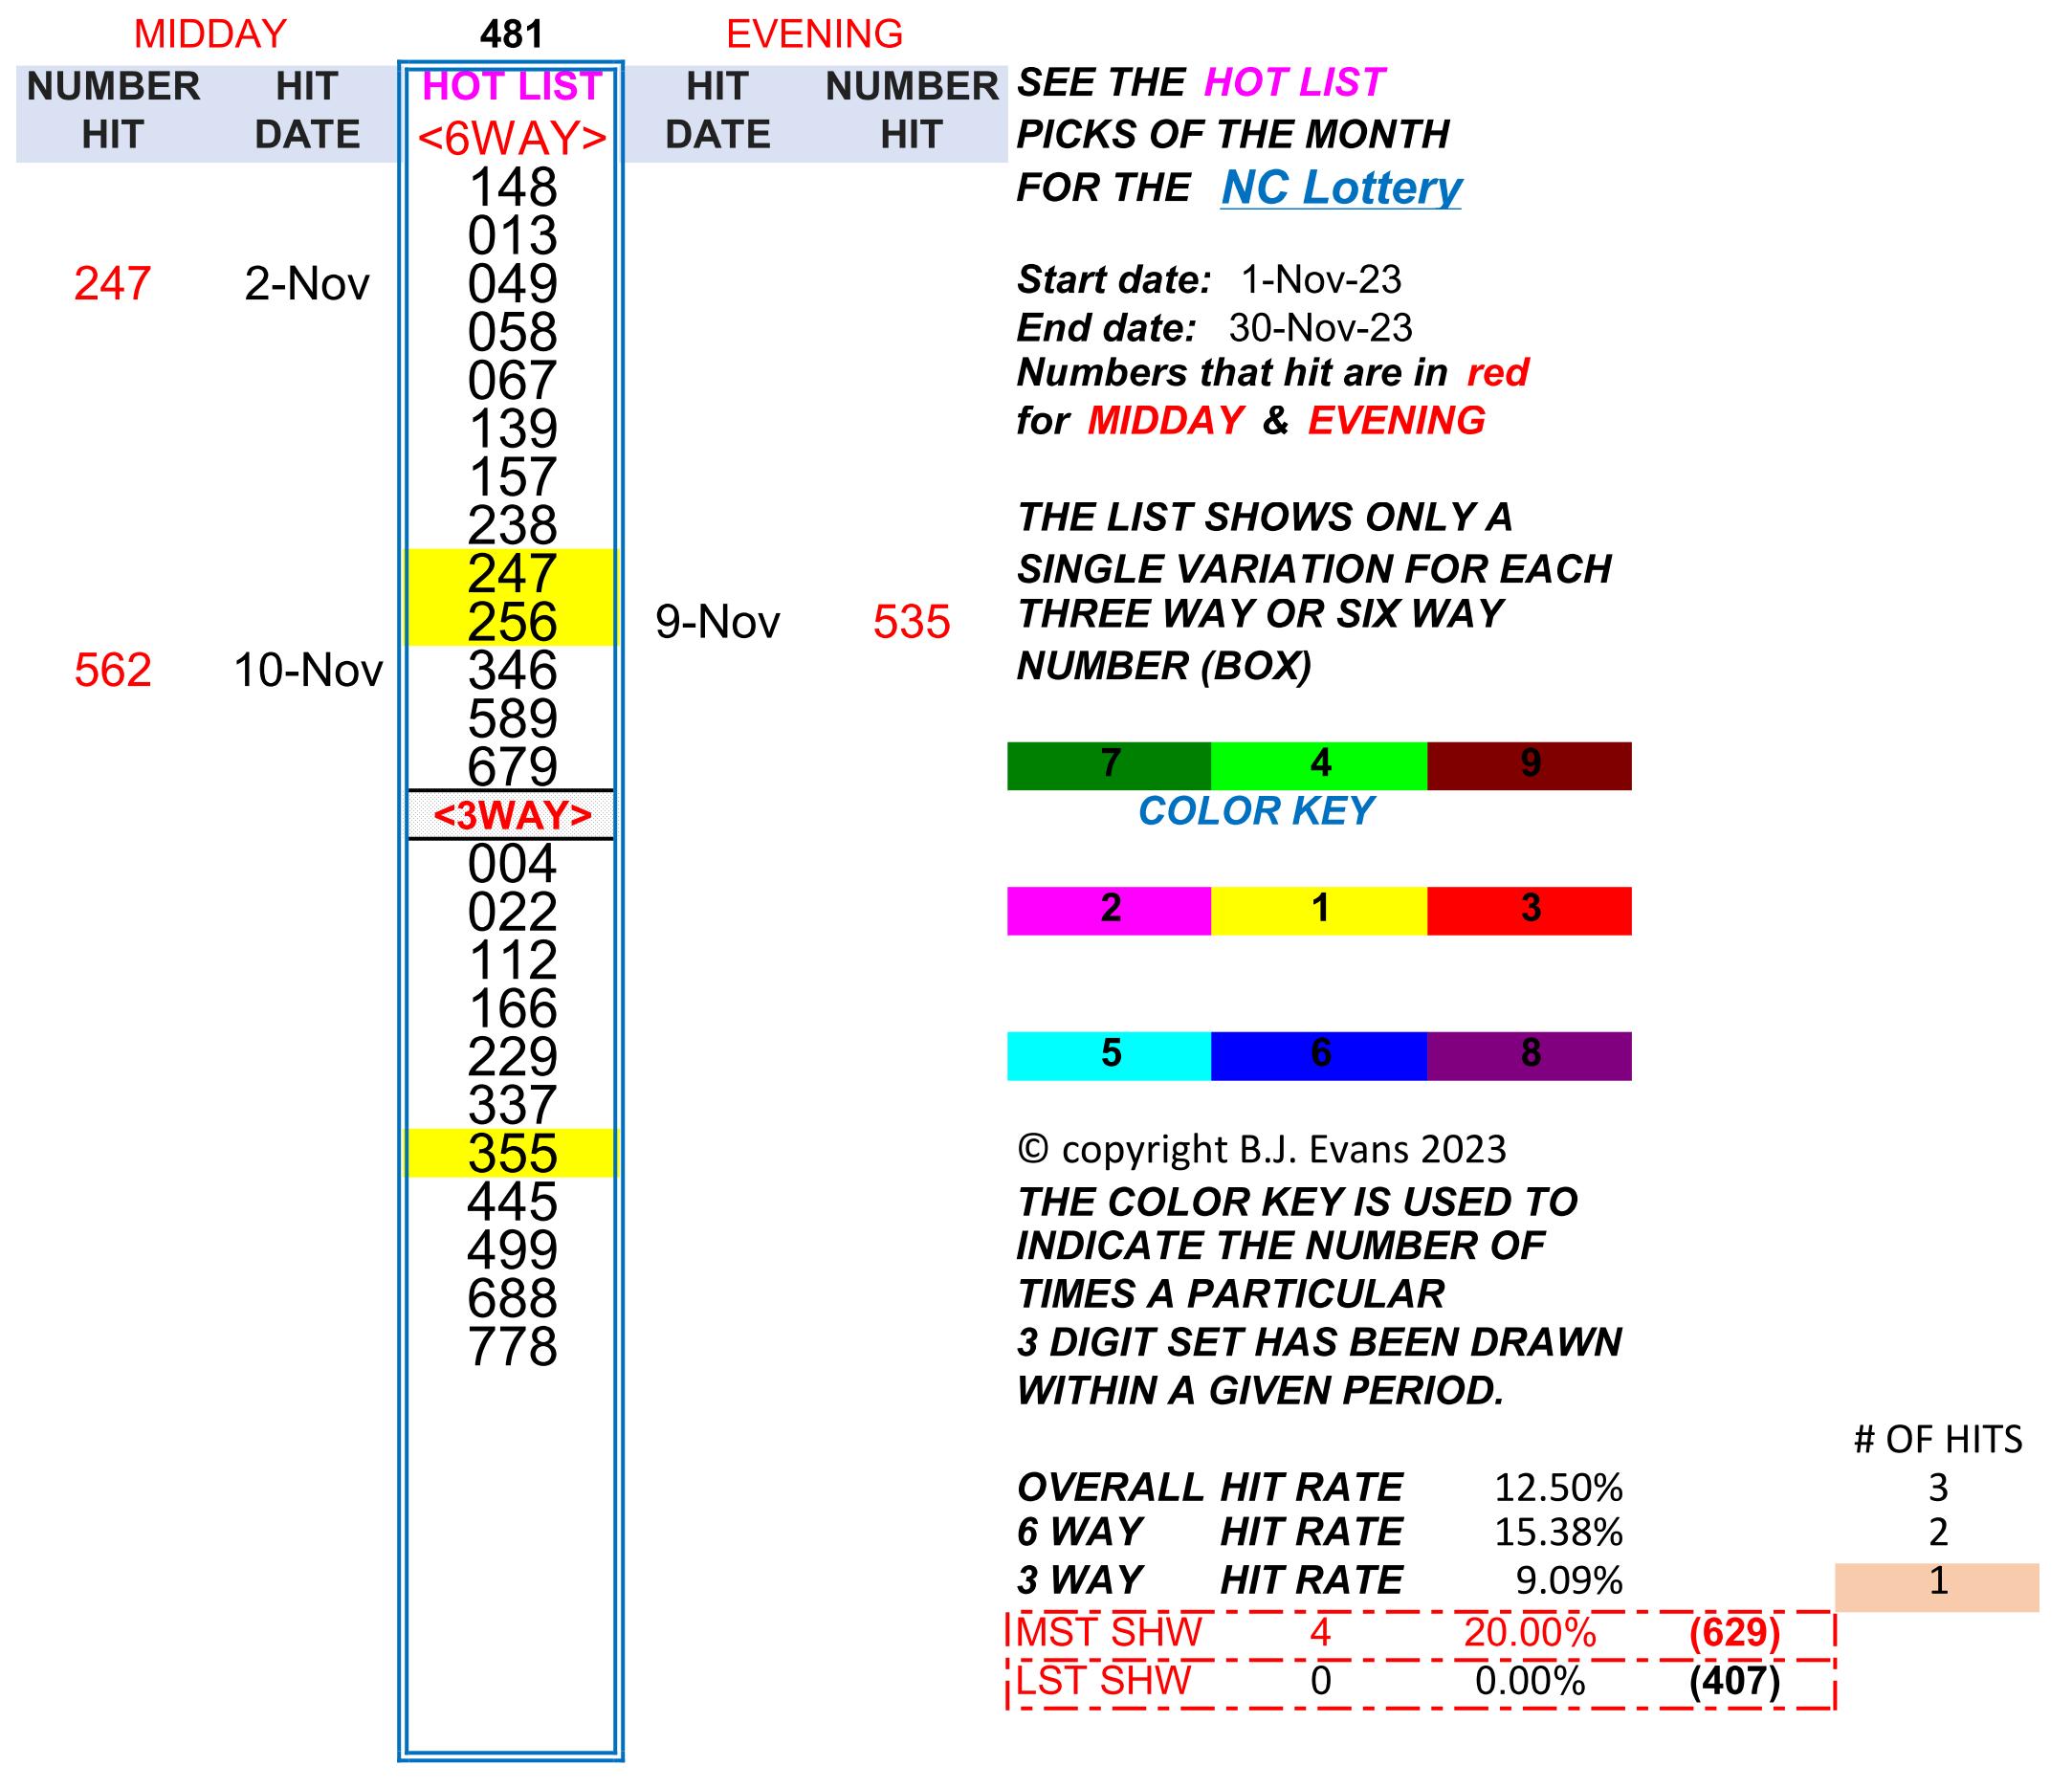 MIDDAY 481 EVENING
NUMBER HIT HOT LIST HIT NUMBER
HIT DATE <6WAY> DATE HIT
148
013
247 2-Nov 049
058
067
139
157
238
247
256 9-Nov 535
562 10-Nov 346
589
679
<3WAY>
004
022
112
166
229
337
355
445
499
688
778
SEE THE HOT LIST
PICKS OF THE MONTH
FOR THE NC Lottery
Start date: 1-Nov-23
End date: 30-Nov-23
Numbers that hit are in red
for MIDDAY & EVENING
THE LIST SHOWS ONLY A
SINGLE VARIATION FOR EACH
THREE WAY OR SIX WAY
NUMBER (BOX)
7 4 9
COLOR KEY
2 1 3
5 6 8
© copyright B.J. Evans 2023
THE COLOR KEY IS USED TO
INDICATE THE NUMBER OF
TIMES A PARTICULAR
3 DIGIT SET HAS BEEN DRAWN
WITHIN A GIVEN PERIOD.
# OF HITS
OVERALL HIT RATE 12.50% 3
6 WAY HIT RATE 15.38% 2
3 WAY HIT RATE 9.09% 1
MST SHW 4 20.00% (629)
LST SHW 0 0.00% (407)